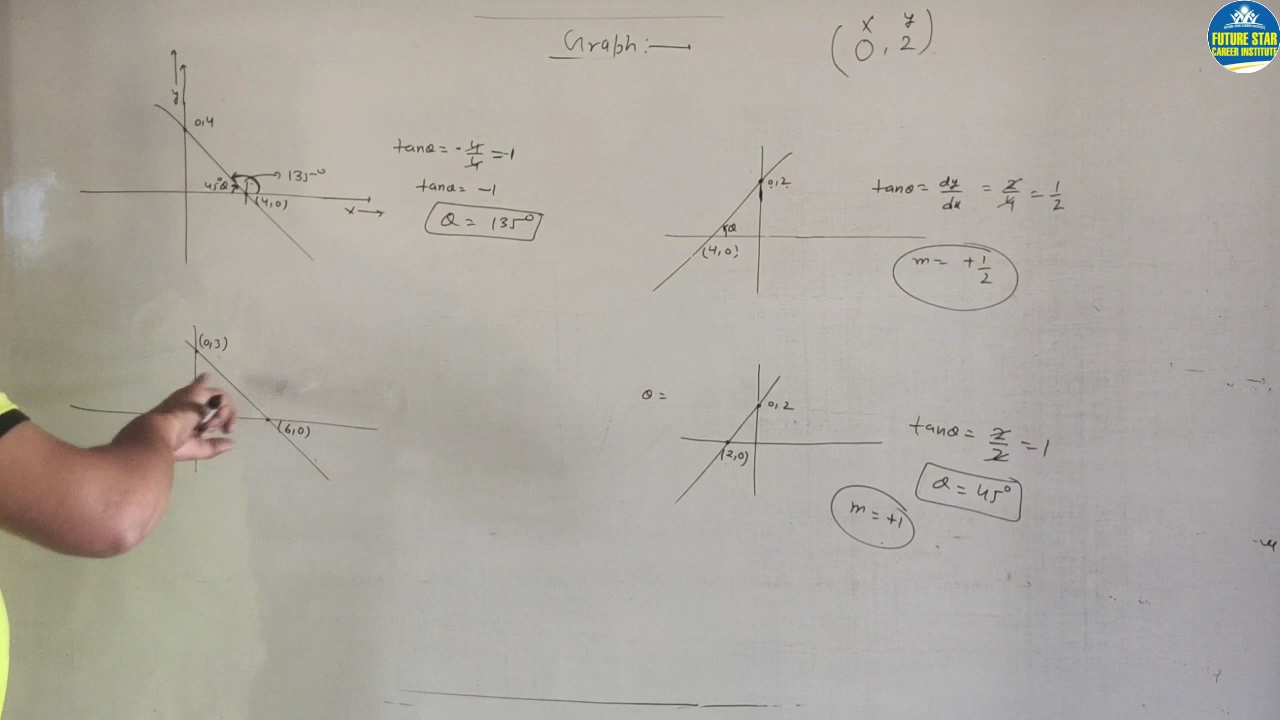 Graph:→
x y
(0, 2)
FUTURE STAR
CAREER INSTITUTE
y
0,4
45° θ
135°
(4,0)
x →
tanθ = -4/4 = -1
tanθ = -1
θ = 135°
0,2
θ
(4,0)
tanθ = dy/dx = 2/4 = 1/2
m = +1/2
(0,3)
(6,0)
θ =
0,2
(2,0)
tanθ = 2/2 = 1
θ = 45°
m = +1